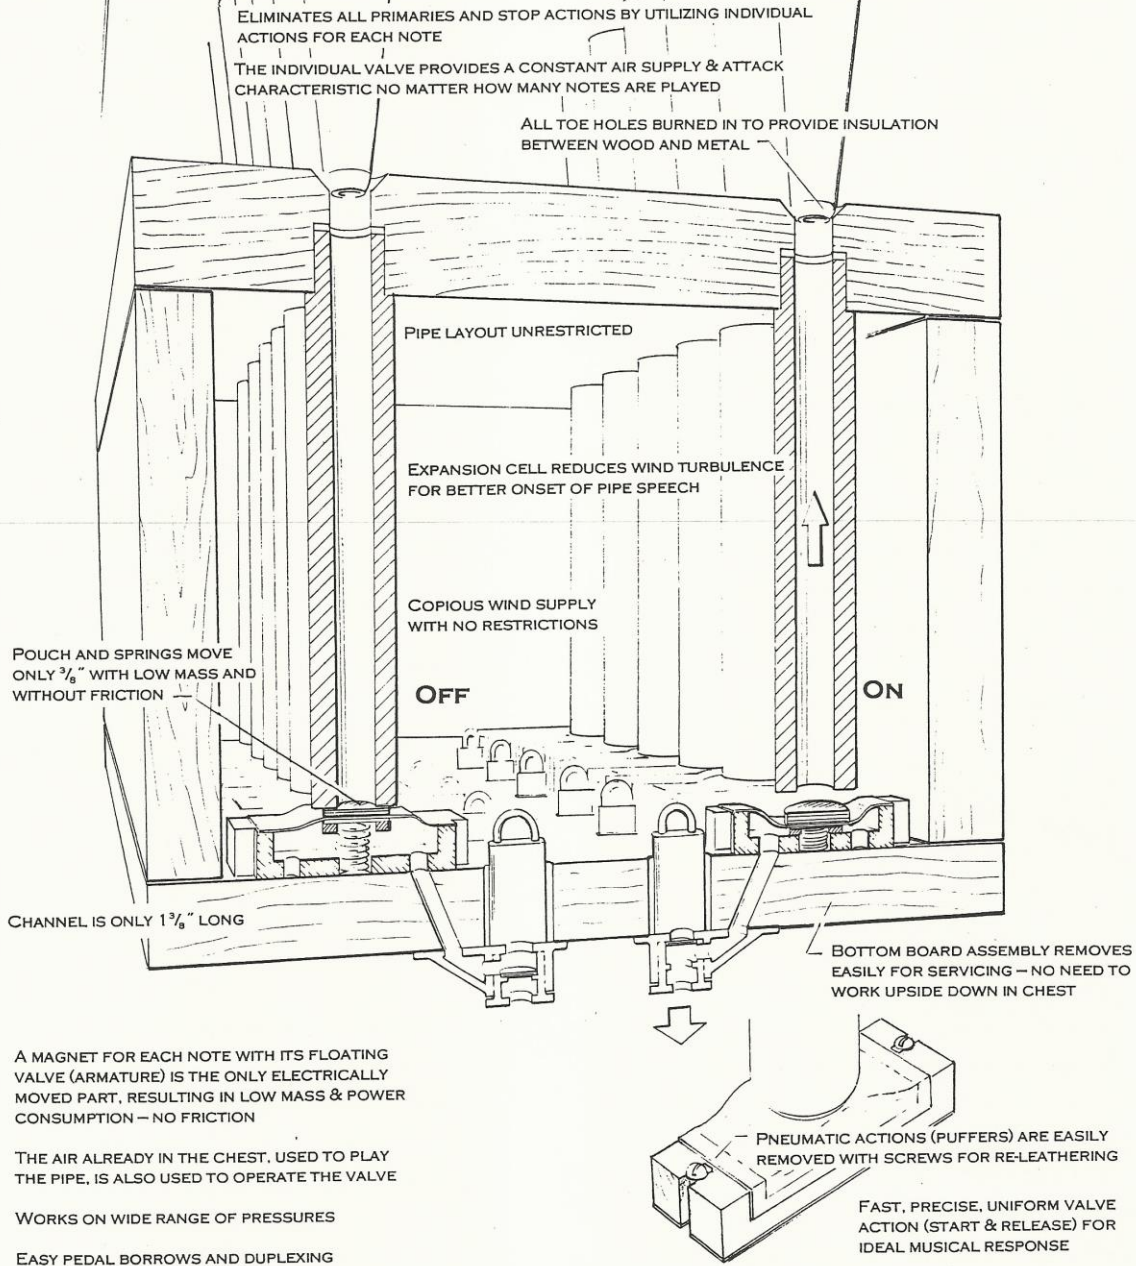 ELIMINATES ALL PRIMARIES AND STOP ACTIONS BY UTILIZING INDIVIDUAL
ACTIONS FOR EACH NOTE
THE INDIVIDUAL VALVE PROVIDES A CONSTANT AIR SUPPLY & ATTACK
CHARACTERISTIC NO MATTER HOW MANY NOTES ARE PLAYED
ALL TOE HOLES BURNED IN TO PROVIDE INSULATION
BETWEEN WOOD AND METAL
PIPE LAYOUT UNRESTRICTED
EXPANSION CELL REDUCES WIND TURBULENCE
FOR BETTER ONSET OF PIPE SPEECH
COPIOUS WIND SUPPLY
WITH NO RESTRICTIONS
POUCH AND SPRINGS MOVE
ONLY 3/8" WITH LOW MASS AND
WITHOUT FRICTION
OFF
ON
CHANNEL IS ONLY 1 3/8" LONG
BOTTOM BOARD ASSEMBLY REMOVES
EASILY FOR SERVICING – NO NEED TO
WORK UPSIDE DOWN IN CHEST
A MAGNET FOR EACH NOTE WITH ITS FLOATING
VALVE (ARMATURE) IS THE ONLY ELECTRICALLY
MOVED PART, RESULTING IN LOW MASS & POWER
CONSUMPTION – NO FRICTION
THE AIR ALREADY IN THE CHEST, USED TO PLAY
THE PIPE, IS ALSO USED TO OPERATE THE VALVE
WORKS ON WIDE RANGE OF PRESSURES
EASY PEDAL BORROWS AND DUPLEXING
PNEUMATIC ACTIONS (PUFFERS) ARE EASILY
REMOVED WITH SCREWS FOR RE-LEATHERING
FAST, PRECISE, UNIFORM VALVE
ACTION (START & RELEASE) FOR
IDEAL MUSICAL RESPONSE